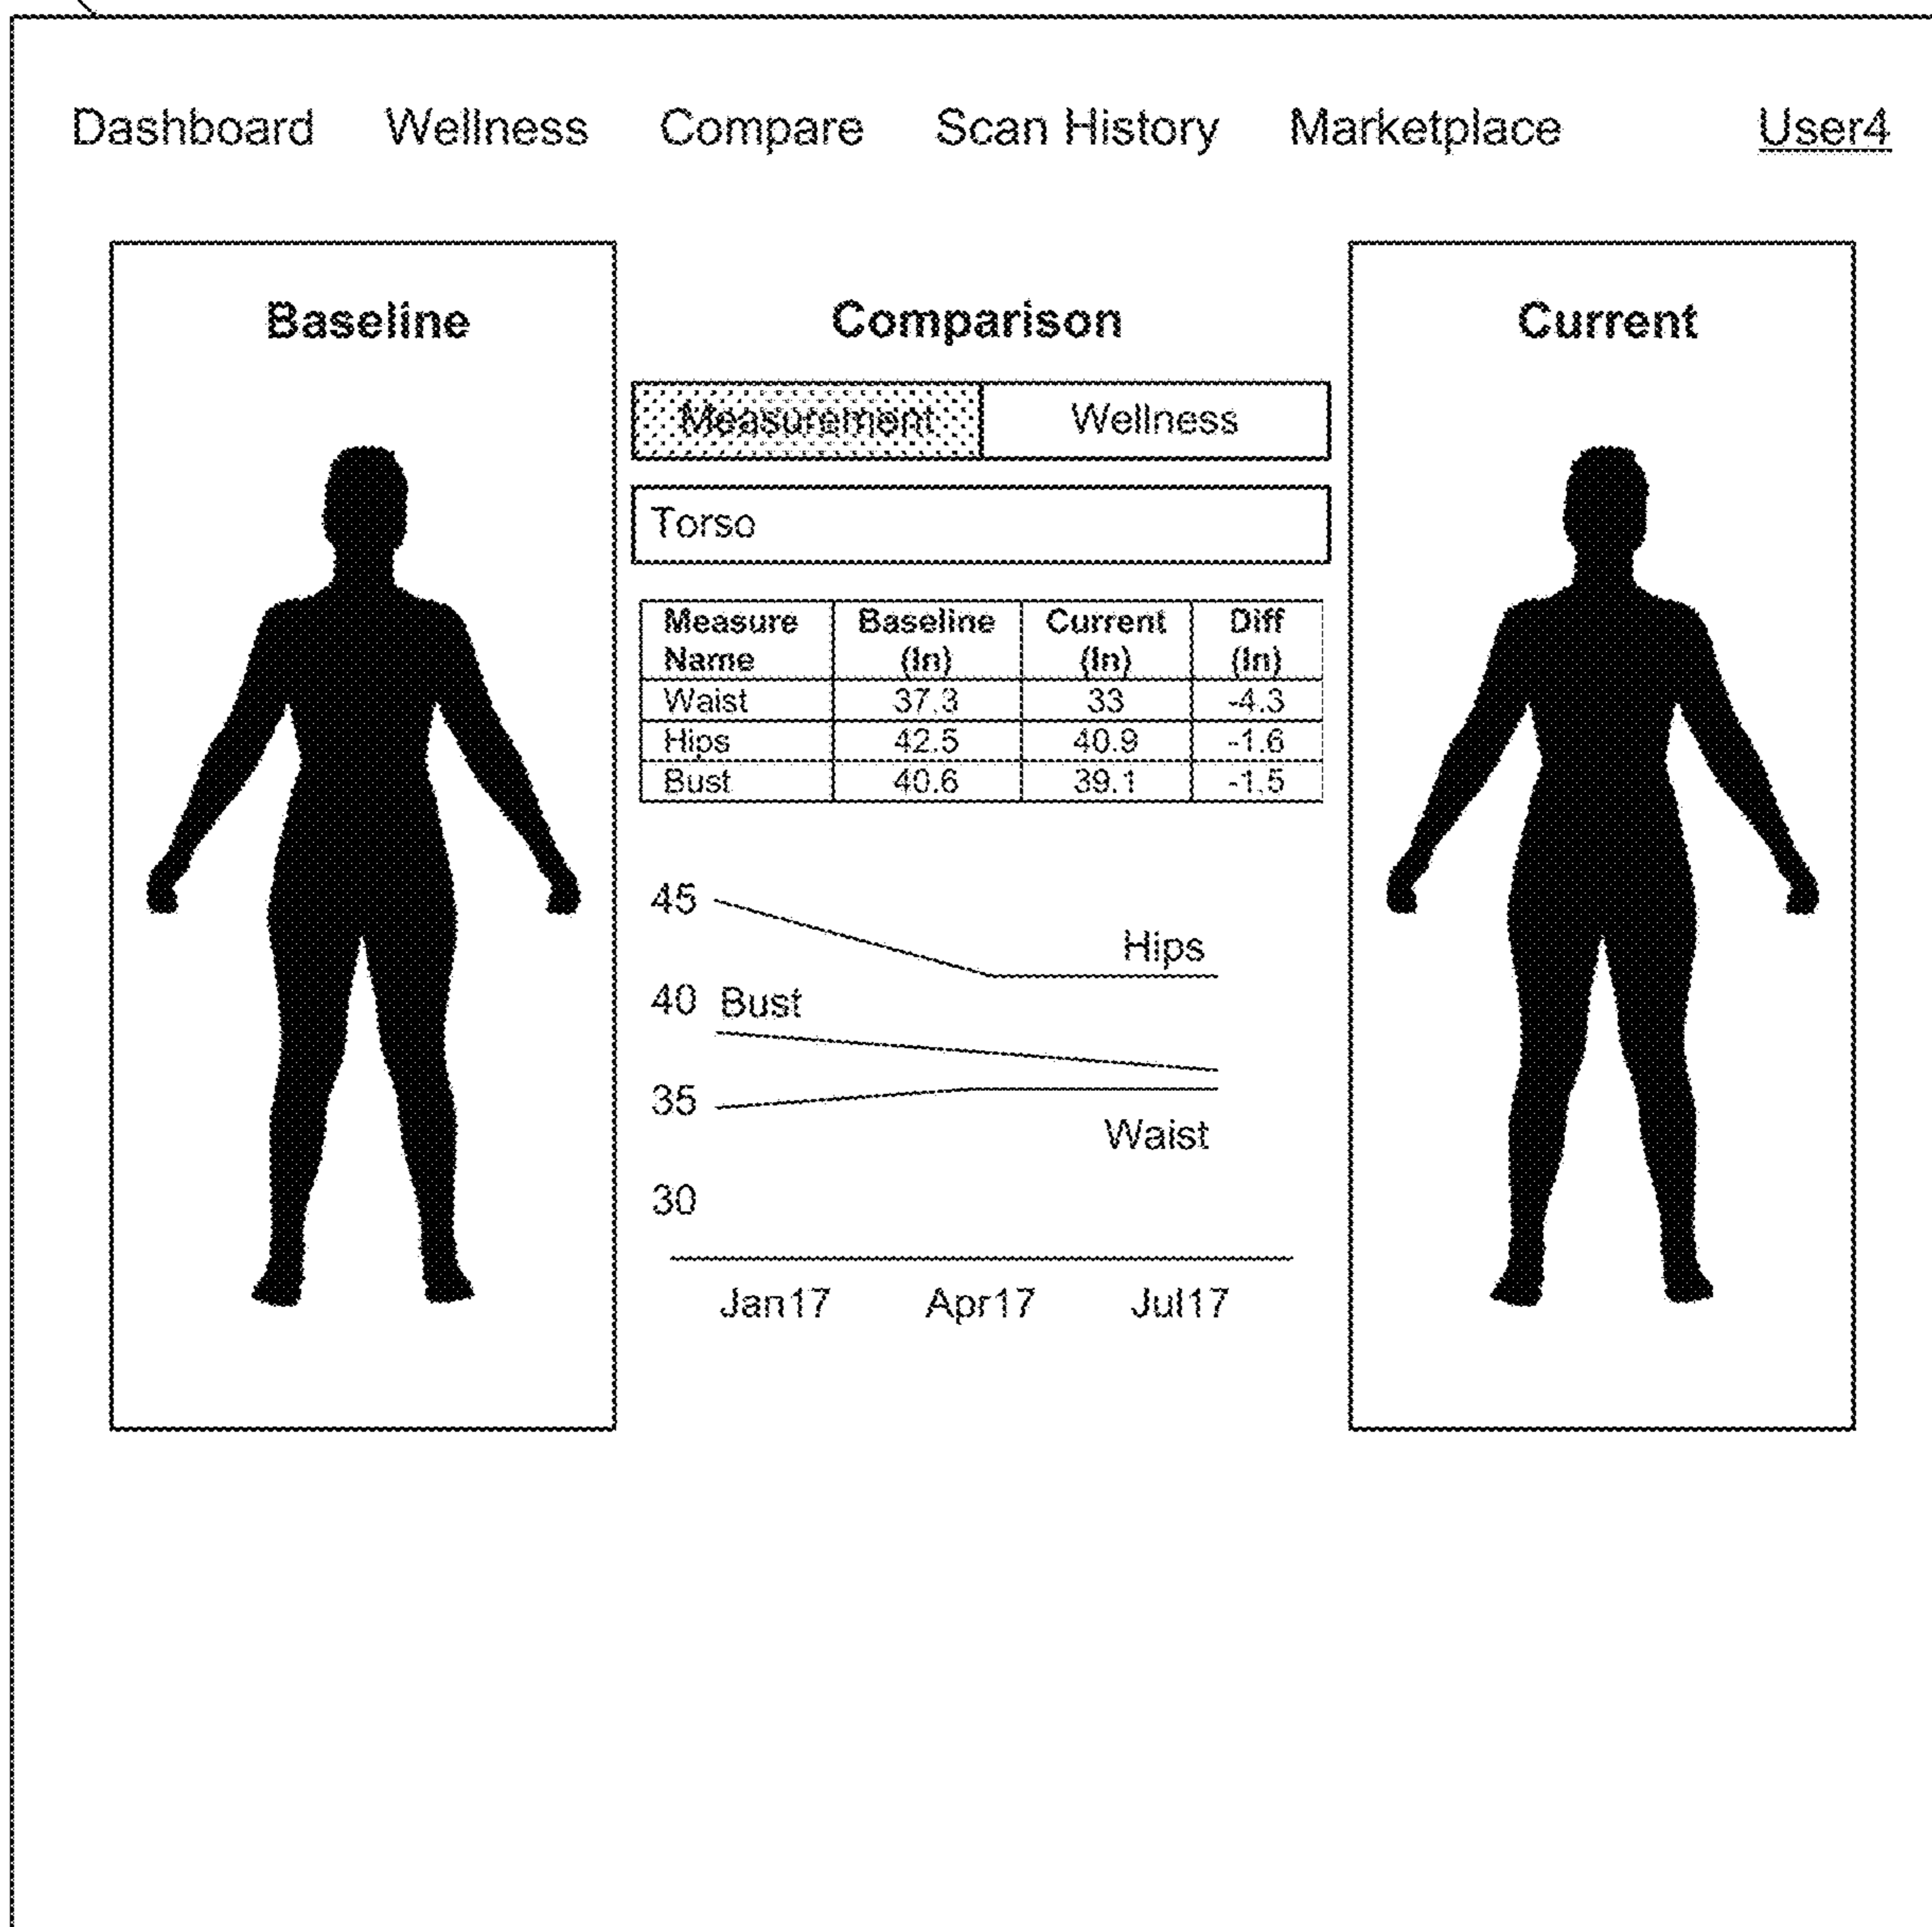 Dashboard Wellness Compare Scan History Marketplace User4
Baseline
Comparison
Current
Measurement Wellness
Torso
Measure Name Baseline (In) Current (In) Diff (In)
Waist 37.3 33 -4.3
Hips 42.5 40.9 -1.6
Bust 40.6 39.1 -1.5
45
Hips
40 Bust
35
Waist
30
Jan17 Apr17 Jul17